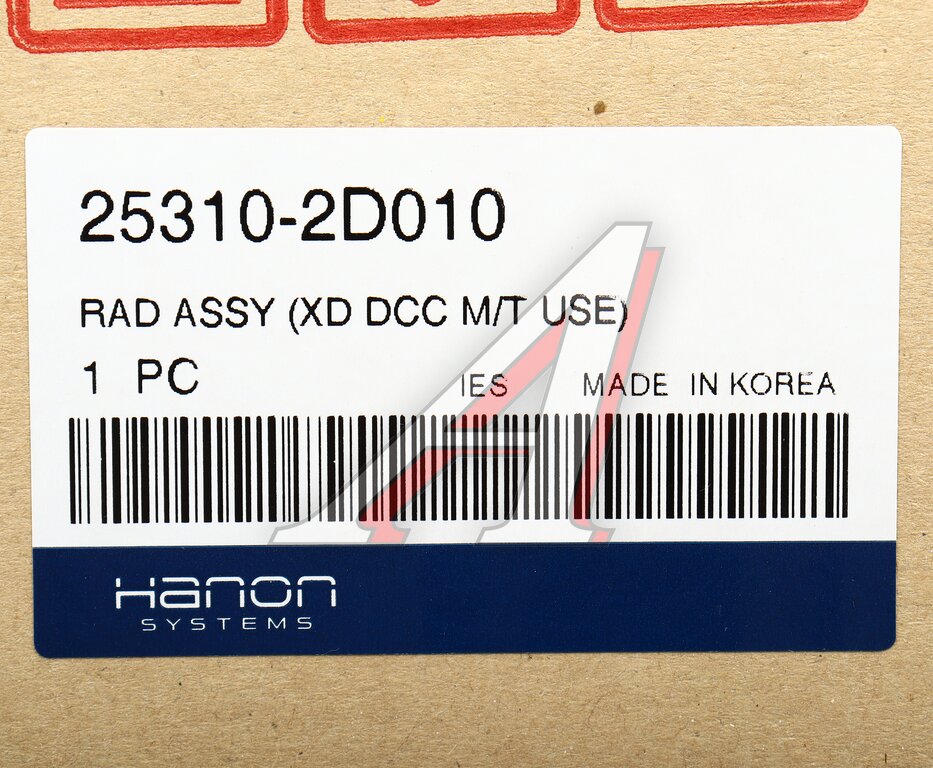 25310-2D010
RAD ASSY (XD DCC M/T USE)
1 PC IES MADE IN KOREA
Hanon
SYSTEMS